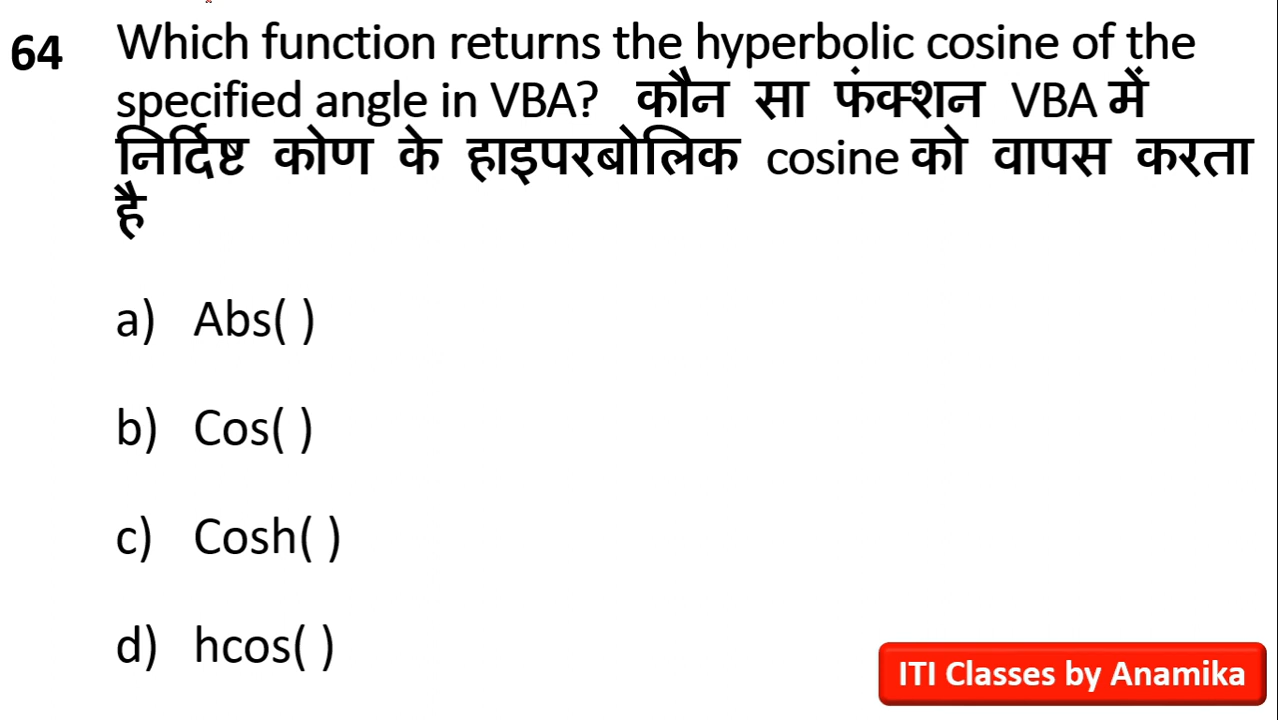 64 Which function returns the hyperbolic cosine of the
specified angle in VBA? कौन सा फंक्शन VBA में
निर्दिष्ट कोण के हाइपरबोलिक cosine को वापस करता
है
a) Abs( )
b) Cos( )
c) Cosh( )
d) hcos( )
ITI Classes by Anamika